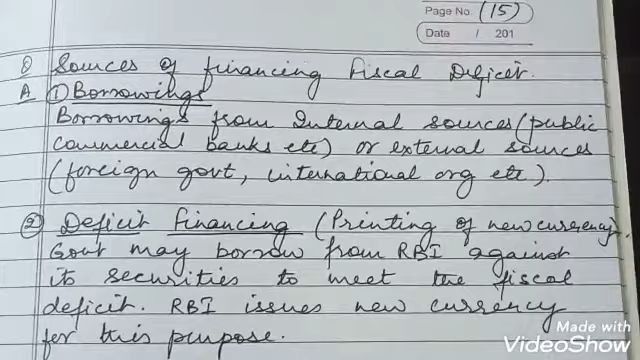 Page No. (15)
Date / 201
Q Sources of financing Fiscal Deficit.
A ① Borrowings
Borrowings from Internal sources (public
commercial banks etc) or external sources
(foreign govt, international org etc).
② Deficit Financing (Printing of new currency).
Govt may borrow from RBI against
its securities to meet the fiscal
deficit. RBI issues new currency
for this purpose.
Made with
VideoShow